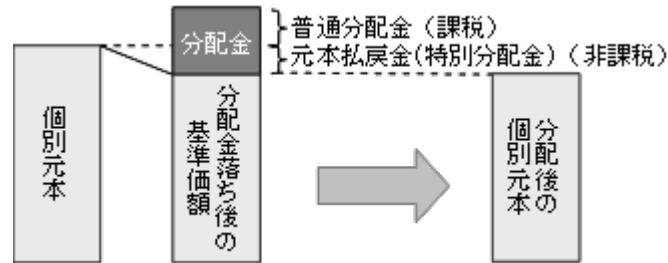 分配金
普通分配金（課税）
元本払戻金(特別分配金)（非課税）
個別元本
分配金落ち後の
基準価額
分配後の
個別元本